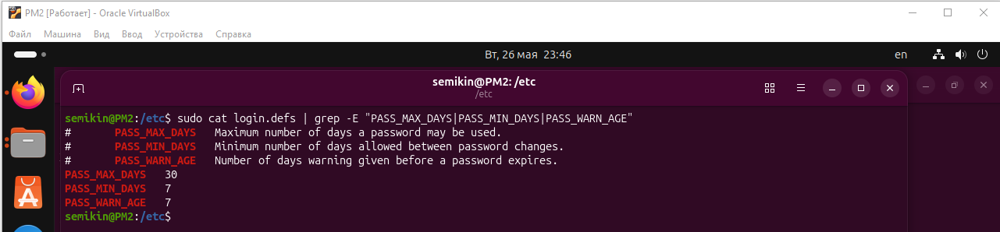 PM2 [Работает] - Oracle VirtualBox
Файл Машина Вид Ввод Устройства Справка
Вт, 26 мая 23:46
en
semikin@PM2: /etc
/etc
semikin@PM2:/etc$ sudo cat login.defs | grep -E "PASS_MAX_DAYS|PASS_MIN_DAYS|PASS_WARN_AGE"
#       PASS_MAX_DAYS   Maximum number of days a password may be used.
#       PASS_MIN_DAYS   Minimum number of days allowed between password changes.
#       PASS_WARN_AGE   Number of days warning given before a password expires.
PASS_MAX_DAYS   30
PASS_MIN_DAYS   7
PASS_WARN_AGE   7
semikin@PM2:/etc$